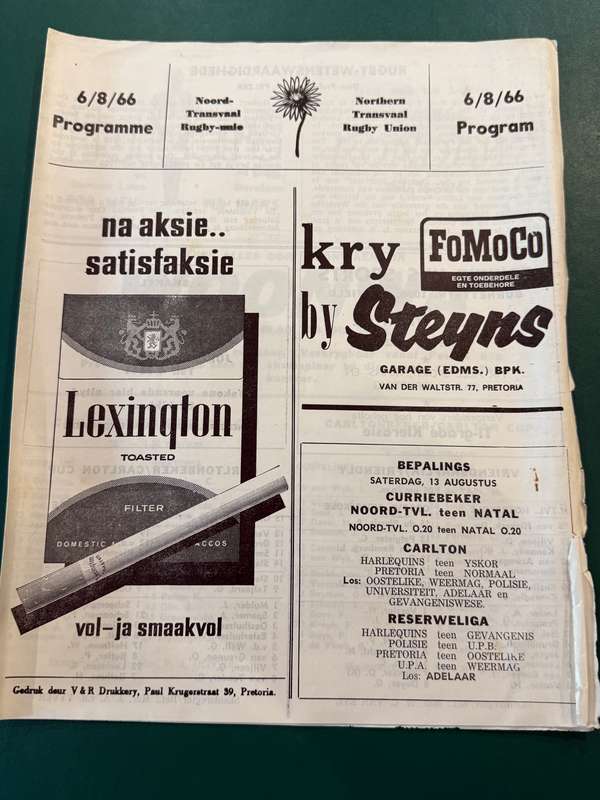 6/8/66
Programme
Noord-
Transvaal
Rugby-unie
Northern
Transvaal
Rugby Union
6/8/66
Program
na aksie..
satisfaksie
Lexington
TOASTED
FILTER
DOMESTIC
ACCOS
vol-ja smaakvol
Gedruk deur V & R Drukkery, Paul Krugerstraat 39, Pretoria.
kry
FoMoCo
EGTE ONDERDELE
EN TOEBEHORE
by Steyns
GARAGE (EDMS.) BPK.
VAN DER WALTSTR. 77, PRETORIA
BEPALINGS
SATERDAG, 13 AUGUSTUS
CURRIEBEKER
NOORD-TVL. teen NATAL
NOORD-TVL. O.20 teen NATAL O.20
CARLTON
HARLEQUINS teen YSKOR
PRETORIA teen NORMAAL
Los: OOSTELIKE, WEERMAG, POLISIE,
UNIVERSITEIT, ADELAAR en
GEVANGENISWESE.
RESERWELIGA
HARLEQUINS teen GEVANGENIS
POLISIE teen U.P.B.
PRETORIA teen OOSTELIKE
U.P.A. teen WEERMAG
Los: ADELAAR